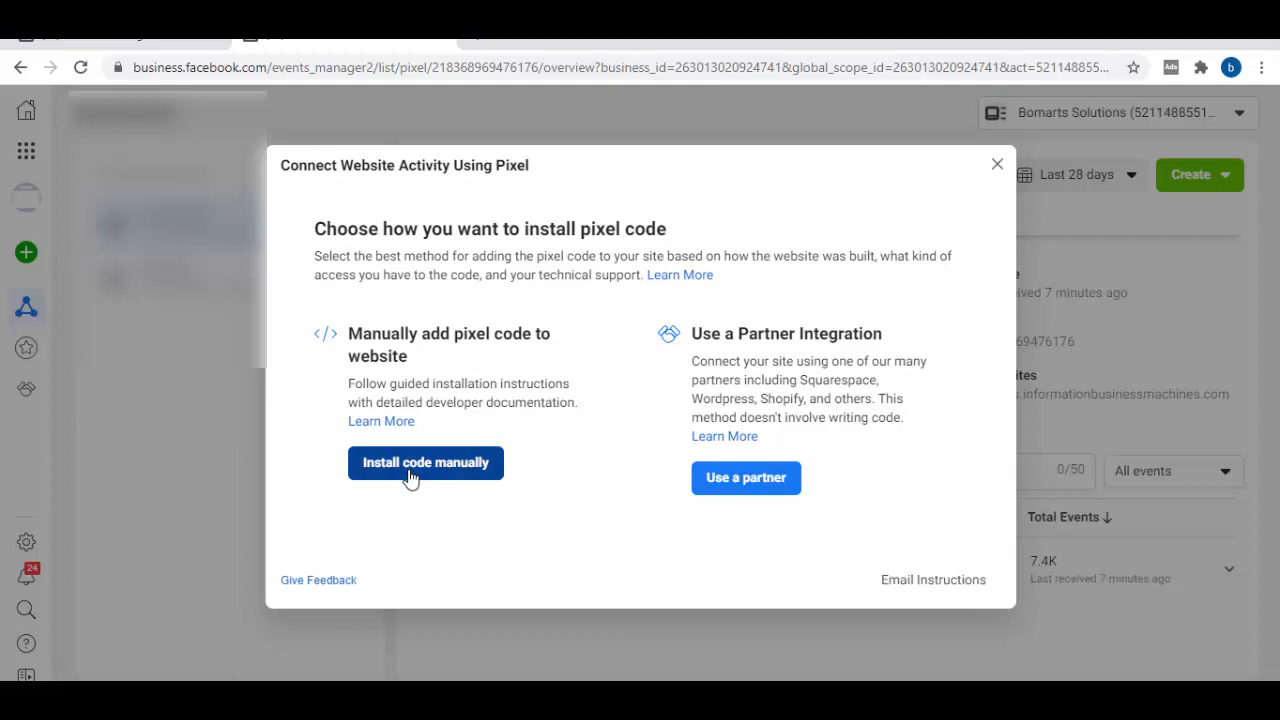 business.facebook.com/events_manager2/list/pixel/218368969476176/overview?business_id=263013020924741&global_scope_id=263013020924741&act=521148855...
b
Bomarts Solutions (5211488551...
Connect Website Activity Using Pixel
Last 28 days
Create
Choose how you want to install pixel code
Select the best method for adding the pixel code to your site based on how the website was built, what kind of
access you have to the code, and your technical support. Learn More
Manually add pixel code to
website
Follow guided installation instructions
with detailed developer documentation.
Learn More
Install code manually
Use a Partner Integration
Connect your site using one of our many
partners including Squarespace,
Wordpress, Shopify, and others. This
method doesn't involve writing code.
Learn More
Use a partner
Give Feedback
Email Instructions
ived 7 minutes ago
69476176
ites
s.informationbusinessmachines.com
0/50
All events
Total Events
7.4K
Last received 7 minutes ago
24
Ads